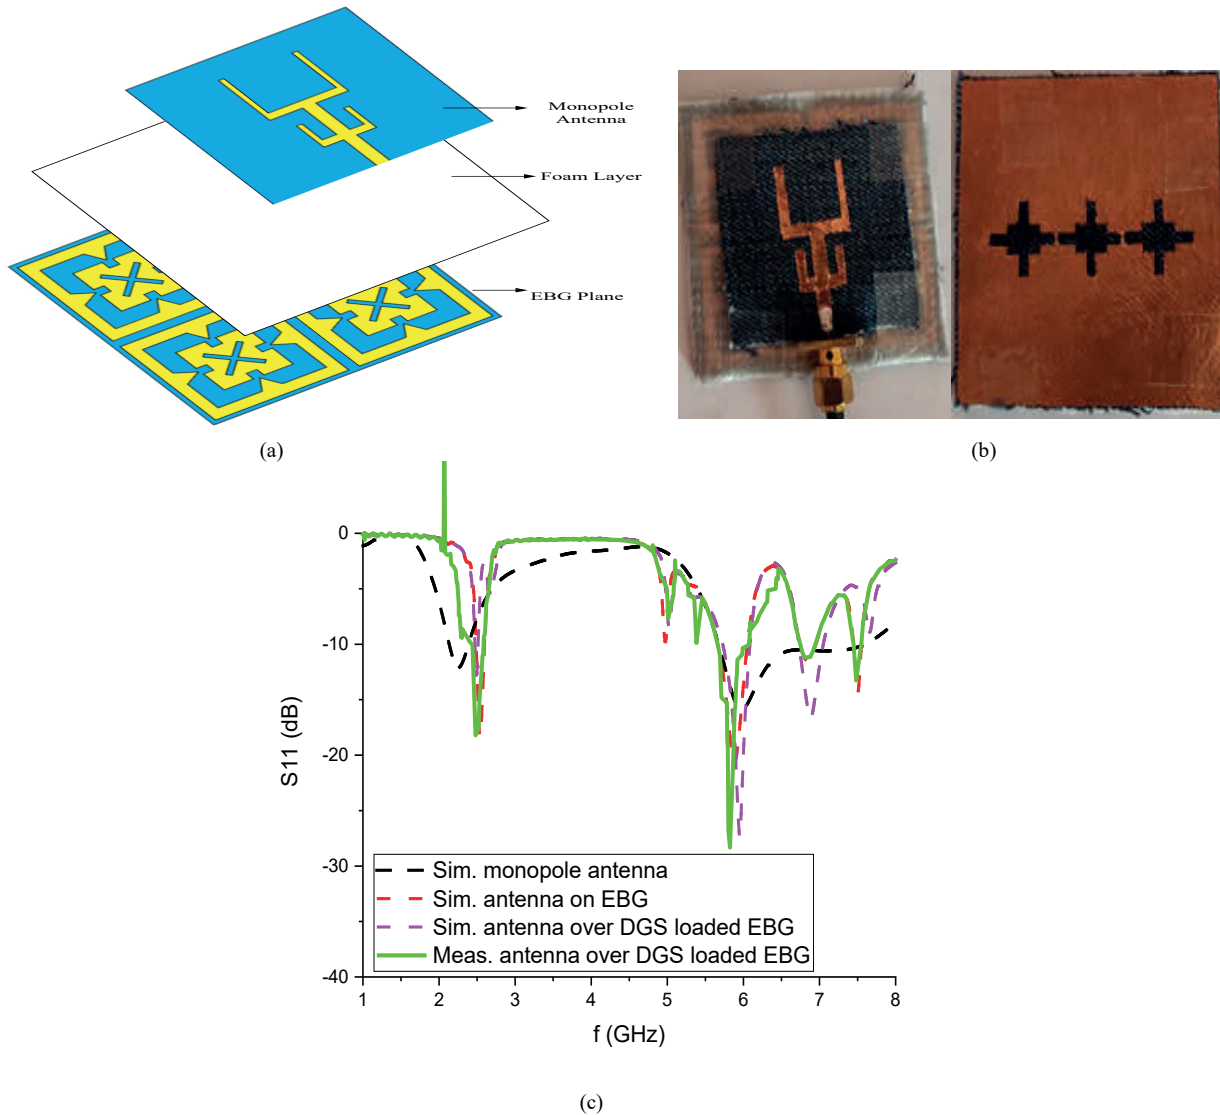 Monopole
Antenna
Foam Layer
EBG Plane
(a)
(b)
0
-10
-20
-30
-40
S11 (dB)
Sim. monopole antenna
Sim. antenna on EBG
Sim. antenna over DGS loaded EBG
Meas. antenna over DGS loaded EBG
1 2 3 4 5 6 7 8
f (GHz)
(c)